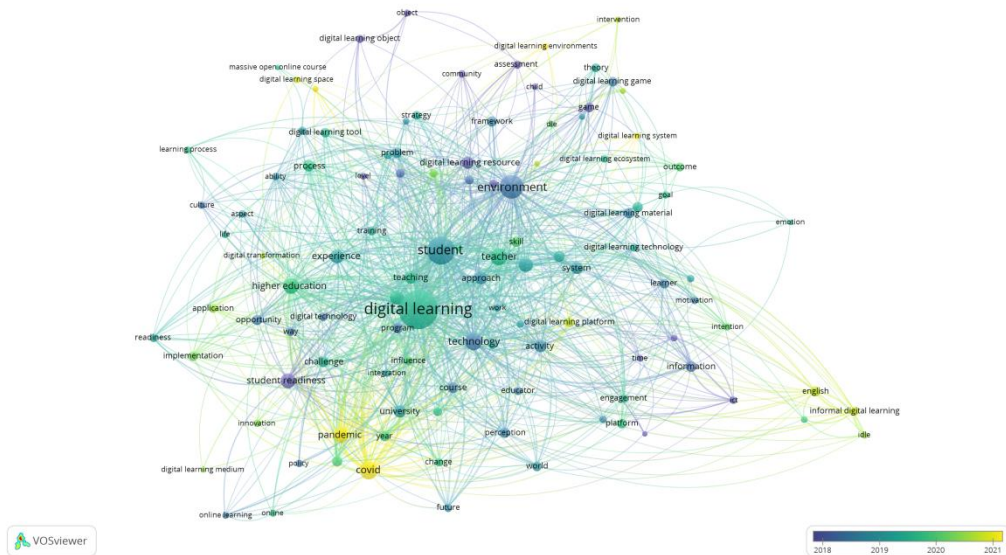 object
digital learning object
intervention
digital learning environments
massive open online course
digital learning space
community
assessment
theory
digital learning game
child
game
strategy
framework
digital learning tool
digital learning system
learning process
problem
process
digital learning resource
digital learning ecosystem
outcome
ability
level
environment
goal
culture
aspect
digital learning material
emotion
life
training
skill
digital transformation
experience
student
teacher
digital learning technology
system
teaching
approach
higher education
learner
motivation
application
opportunity
digital technology
digital learning
work
way
program
digital learning platform
intention
readiness
implementation
challenge
influence
technology
activity
time
information
student readiness
integration
course
educator
engagement
ict
english
innovation
university
platform
informal digital learning
pandemic
year
perception
idle
digital learning medium
policy
covid
change
world
online learning
online
future
VOSviewer
2018 2019 2020 2021